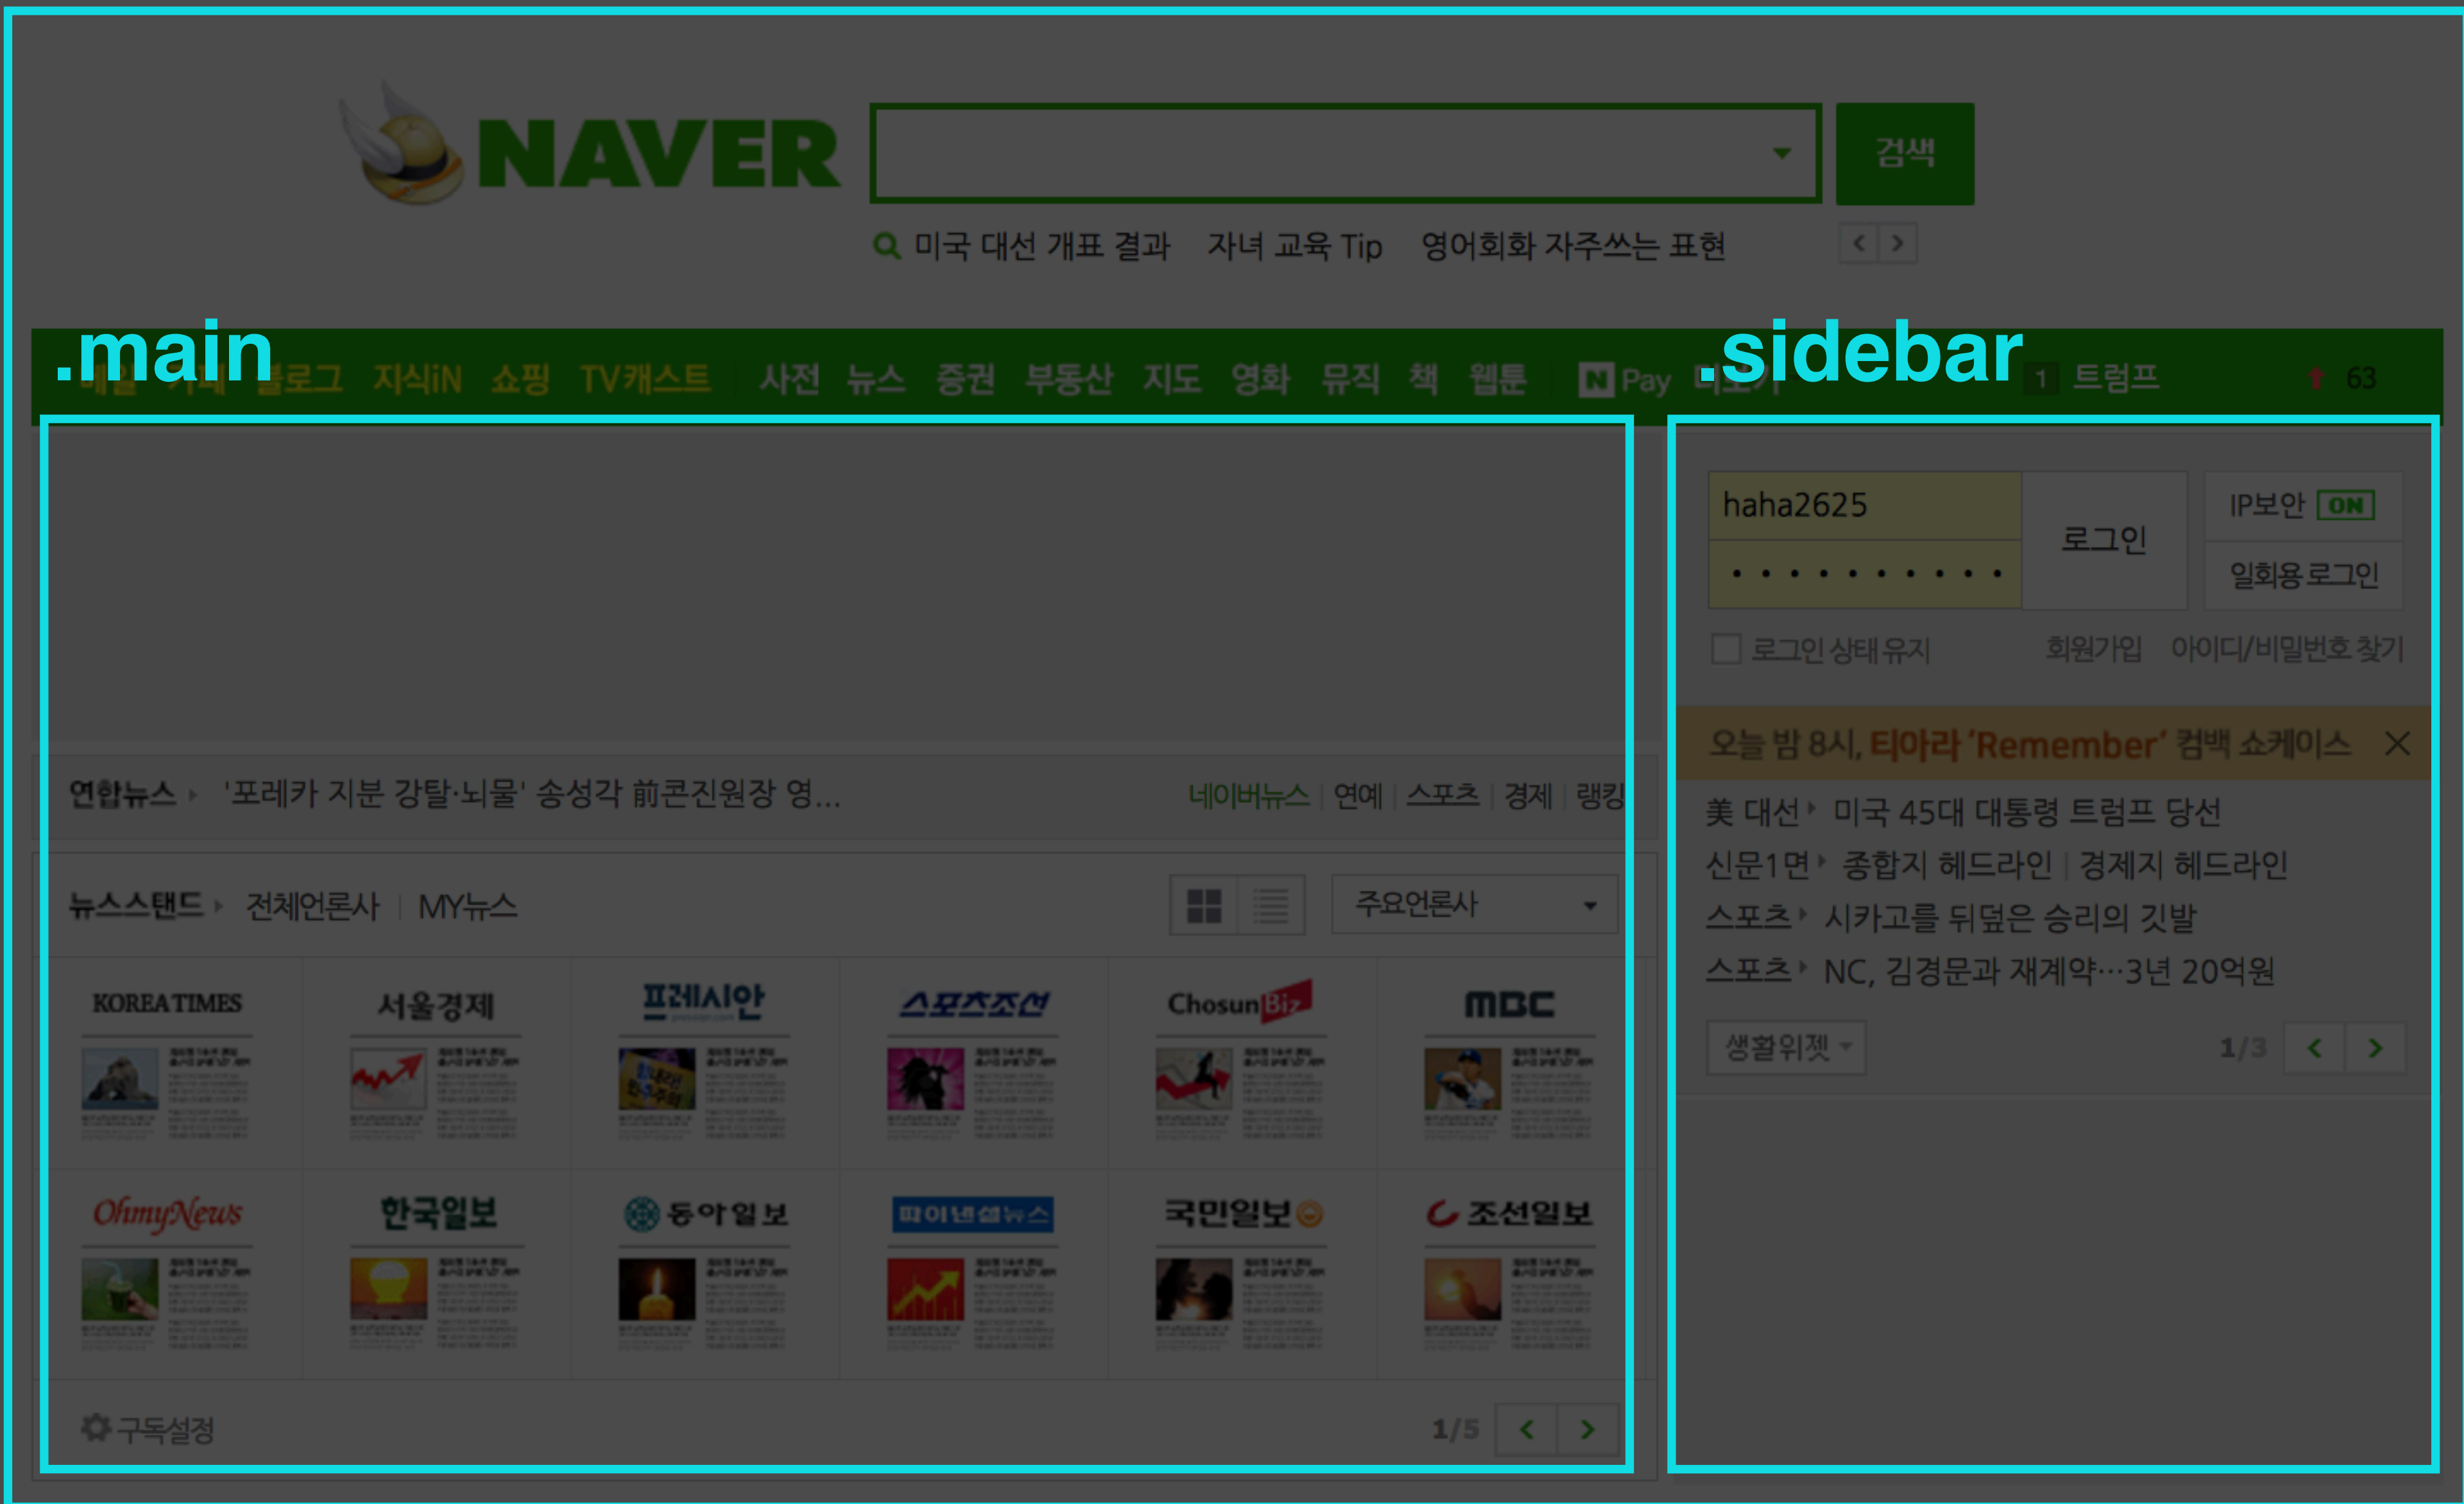 NAVER
검색
미국 대선 개표 결과 자녀 교육 Tip 영어회화 자주쓰는 표현
.main
.sidebar
블로그 지식iN 쇼핑 TV캐스트 사전 뉴스 증권 부동산 지도 영화 뮤직 책 웹툰 N Pay 1 트럼프 63
haha2625
로그인
IP보안 ON
일회용 로그인
로그인 상태 유지 회원가입 아이디/비밀번호 찾기
오늘 밤 8시, 티아라 ‘Remember’ 컴백 쇼케이스
연합뉴스 '포레카 지분 강탈·뇌물' 송성각 前콘진원장 영...
네이버뉴스 연예 스포츠 경제 랭킹
美 대선 미국 45대 대통령 트럼프 당선
신문1면 종합지 헤드라인 경제지 헤드라인
스포츠 시카고를 뒤덮은 승리의 깃발
스포츠 NC, 김경문과 재계약…3년 20억원
생활위젯 1/3
뉴스스탠드 전체언론사 MY뉴스
주요언론사
KOREA TIMES 서울경제 프레시안 스포츠조선 ChosunBiz MBC
OhmyNews 한국일보 동아일보 파이낸셜뉴스 국민일보 조선일보
구독설정 1/5